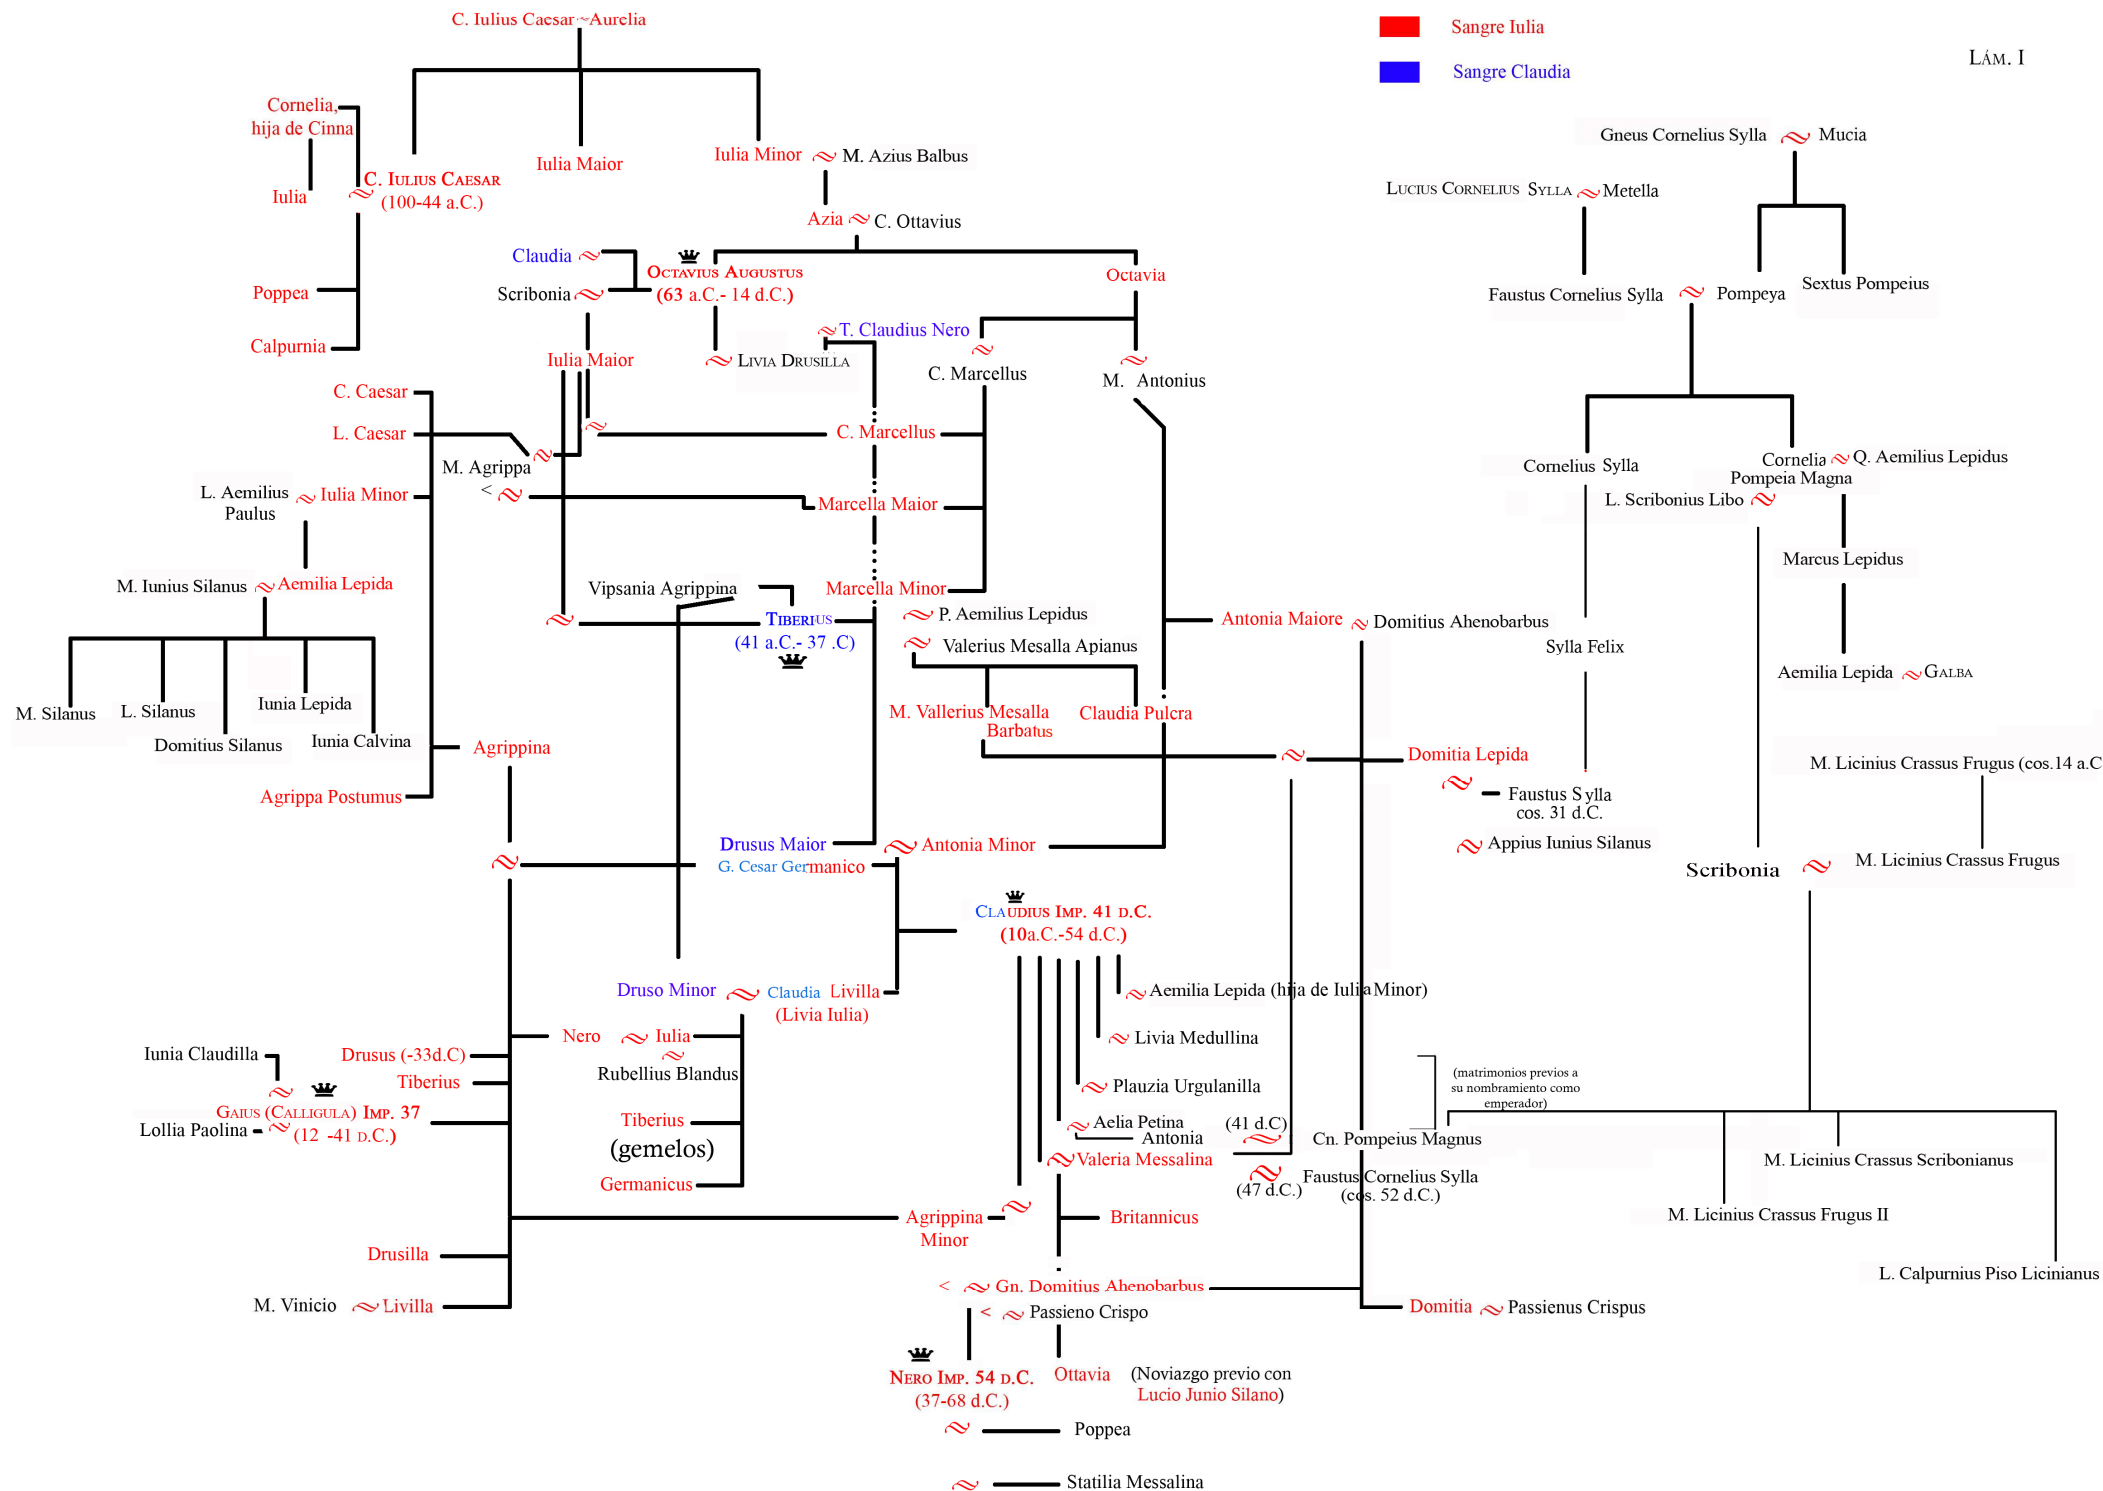 C. Iulius Caesar Aurelia
Sangre Iulia
Sangre Claudia
LÁM. I
Cornelia,
hija de Cinna
Iulia
C. IULIUS CAESAR
(100-44 a.C.)
Iulia Maior
Iulia Minor
M. Azius Balbus
Azia
C. Ottavius
Gneus Cornelius Sylla
Mucia
LUCIUS CORNELIUS SYLLA
Metella
Claudia
Scribonia
OCTAVIUS AUGUSTUS
(63 a.C.- 14 d.C.)
Octavia
Poppea
Calpurnia
Faustus Cornelius Sylla
Pompeya
Sextus Pompeius
T. Claudius Nero
Iulia Maior
LIVIA DRUSILLA
C. Marcellus
M. Antonius
C. Caesar
L. Caesar
M. Agrippa
<
C. Marcellus
Cornelius Sylla
Cornelia
Pompeia Magna
Q. Aemilius Lepidus
L. Scribonius Libo
L. Aemilius
Paulus
Iulia Minor
Marcella Maior
Marcus Lepidus
M. Iunius Silanus
Aemilia Lepida
Vipsania Agrippina
Marcella Minor
TIBERIUS
(41 a.C.- 37 .C)
P. Aemilius Lepidus
Valerius Mesalla Apianus
Antonia Maiore
Domitius Ahenobarbus
Sylla Felix
Aemilia Lepida
GALBA
M. Silanus
L. Silanus
Domitius Silanus
Iunia Lepida
Iunia Calvina
M. Vallerius Mesalla
Barbatus
Claudia Pulcra
Agrippina
Agrippa Postumus
Domitia Lepida
Faustus Sylla
cos. 31 d.C.
Appius Iunius Silanus
M. Licinius Crassus Frugus (cos.14 a.C
Drusus Maior
Antonia Minor
G. Cesar Germanico
Scribonia
M. Licinius Crassus Frugus
CLAUDIUS IMP. 41 D.C.
(10a.C.-54 d.C.)
Druso Minor
Claudia Livilla
(Livia Iulia)
Aemilia Lepida (hija de Iulia Minor)
Livia Medullina
Plauzia Urgulanilla
Aelia Petina
Antonia
(41 d.C)
Cn. Pompeius Magnus
Valeria Messalina
(47 d.C.)
Faustus Cornelius Sylla
(cos. 52 d.C.)
(matrimonios previos a
su nombramiento como
emperador)
Nero
Iulia
Rubellius Blandus
Iunia Claudilla
Drusus (-33d.C)
Tiberius
GAIUS (CALLIGULA) IMP. 37
(12 -41 D.C.)
Lollia Paolina
Tiberius
(gemelos)
Germanicus
M. Licinius Crassus Scribonianus
M. Licinius Crassus Frugus II
L. Calpurnius Piso Licinianus
Agrippina
Minor
Britannicus
Drusilla
M. Vinicio
Livilla
< Gn. Domitius Ahenobarbus
< Passieno Crispo
Domitia
Passienus Crispus
NERO IMP. 54 D.C.
(37-68 d.C.)
Ottavia
(Noviazgo previo con
Lucio Junio Silano)
Poppea
Statilia Messalina